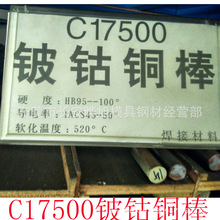 C17500
铍钴铜棒
硬 度：HB95--100°
导电率：IACS45-50°
软化温度：520° C
焊接材料
C17500铍钴铜棒